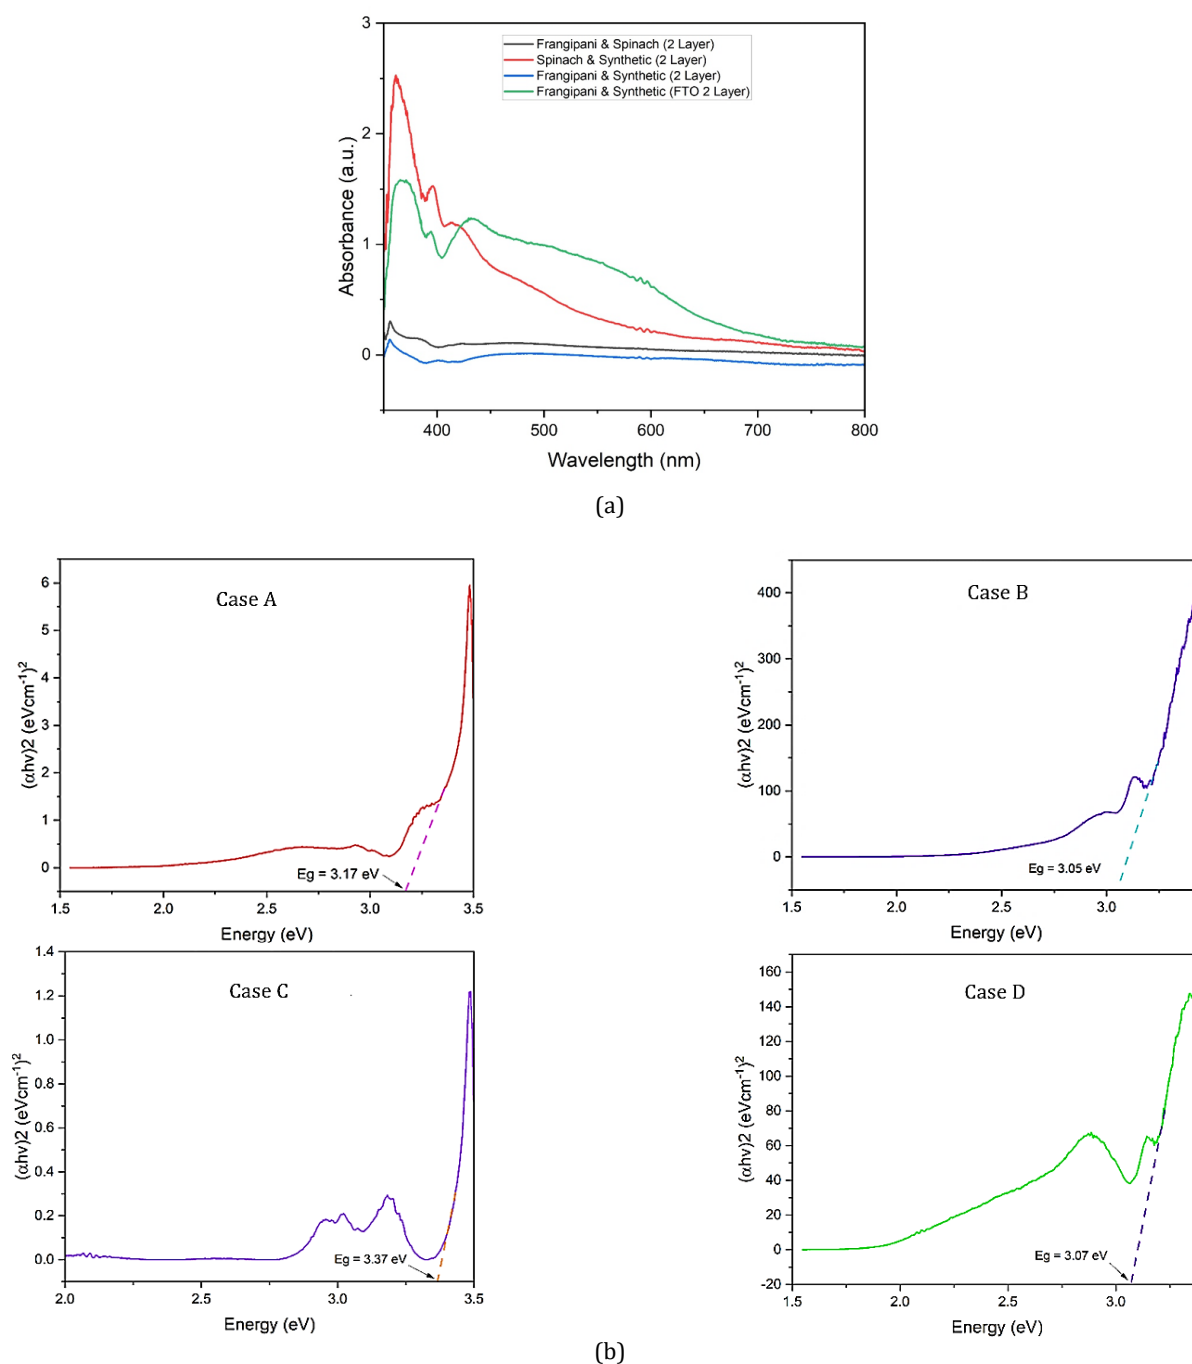 3
2
1
0
Absorbance (a.u.)
Frangipani & Spinach (2 Layer)
Spinach & Synthetic (2 Layer)
Frangipani & Synthetic (2 Layer)
Frangipani & Synthetic (FTO 2 Layer)
400 500 600 700 800
Wavelength (nm)
(a)
6
5
4
3
2
1
0
(αhv)2 (eVcm⁻¹)²
Case A
Eg = 3.17 eV
1.5 2.0 2.5 3.0 3.5
Energy (eV)
400
300
200
100
0
(αhv)2 (eVcm⁻¹)²
Case B
Eg = 3.05 eV
1.5 2.0 2.5 3.0
Energy (eV)
1.4
1.2
1.0
0.8
0.6
0.4
0.2
0.0
(αhv)2 (eVcm⁻¹)²
Case C
Eg = 3.37 eV
2.0 2.5 3.0 3.5
Energy (eV)
160
140
120
100
80
60
40
20
0
-20
(αhv)2 (eVcm⁻¹)²
Case D
Eg = 3.07 eV
1.5 2.0 2.5 3.0
Energy (eV)
(b)